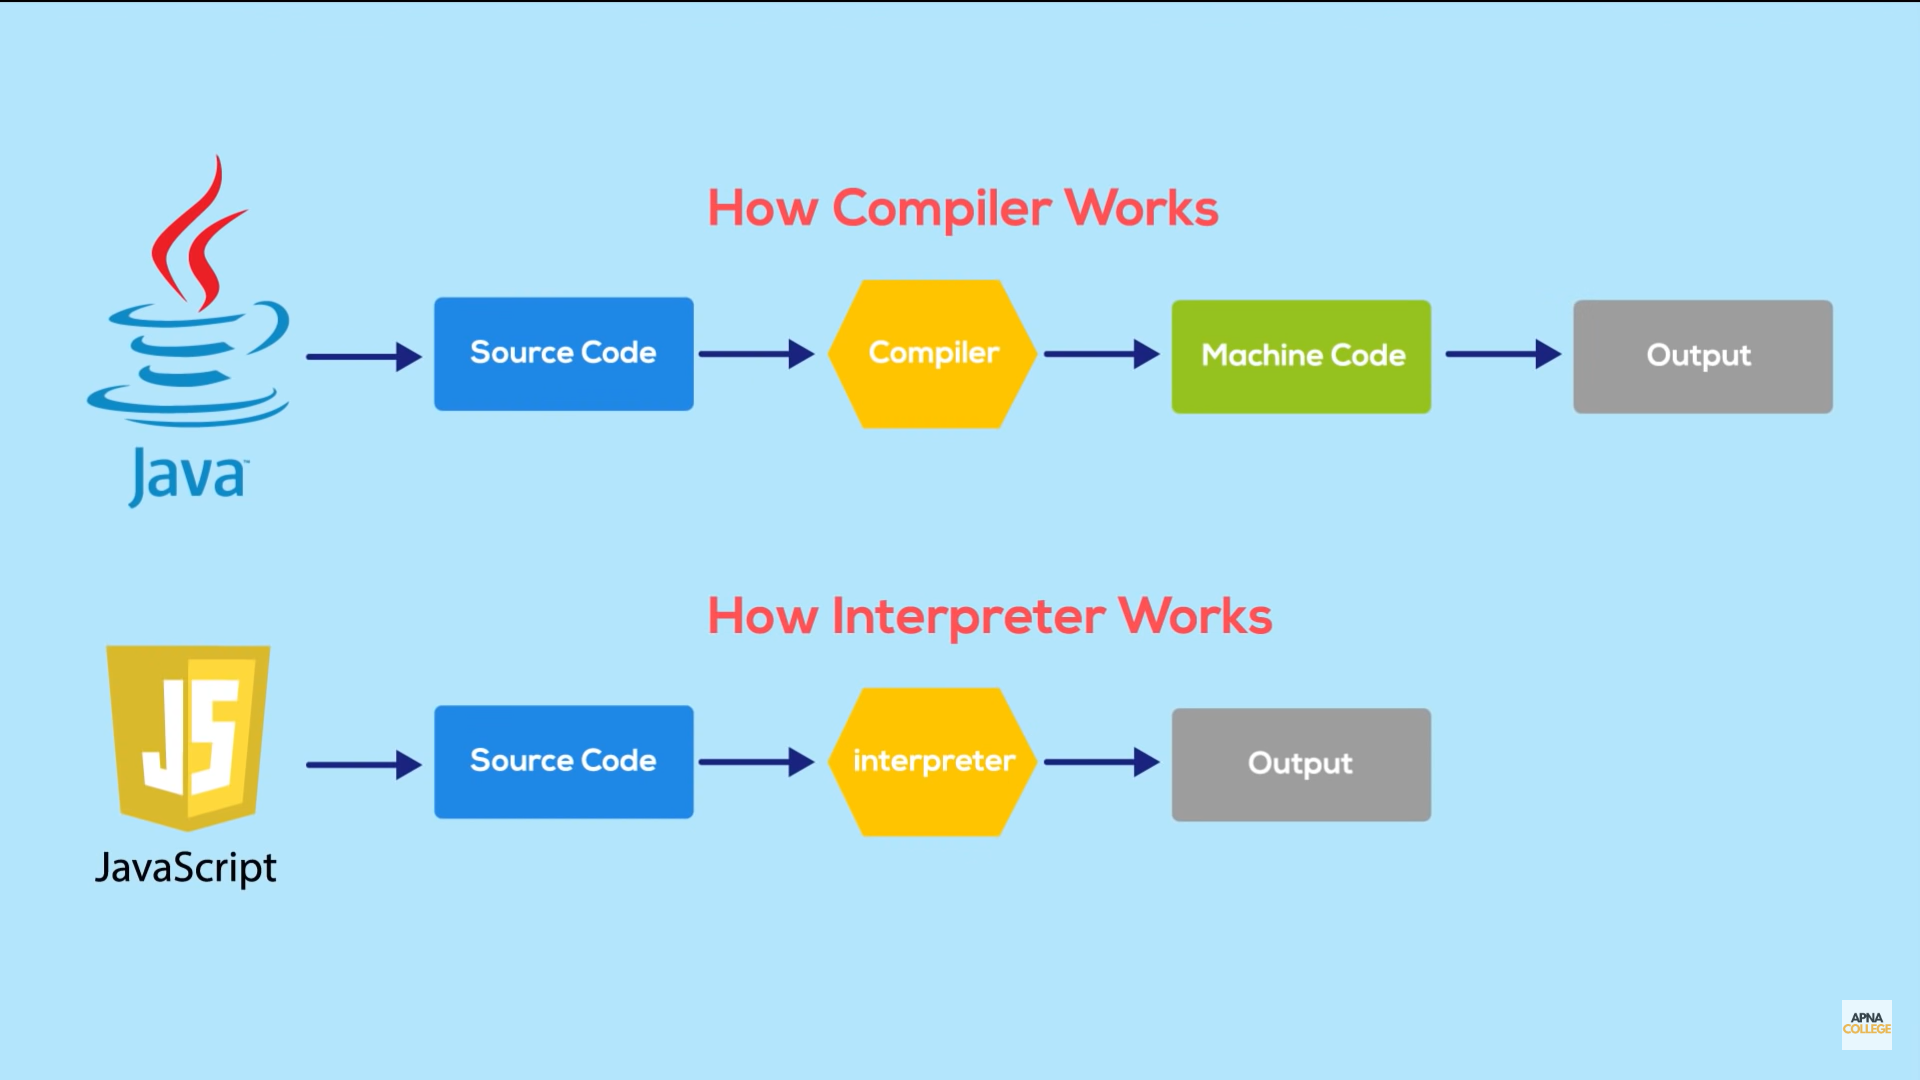 How Compiler Works
Source Code
Compiler
Machine Code
Output
Java™
How Interpreter Works
JS
Source Code
interpreter
Output
JavaScript
APNA
COLLEGE